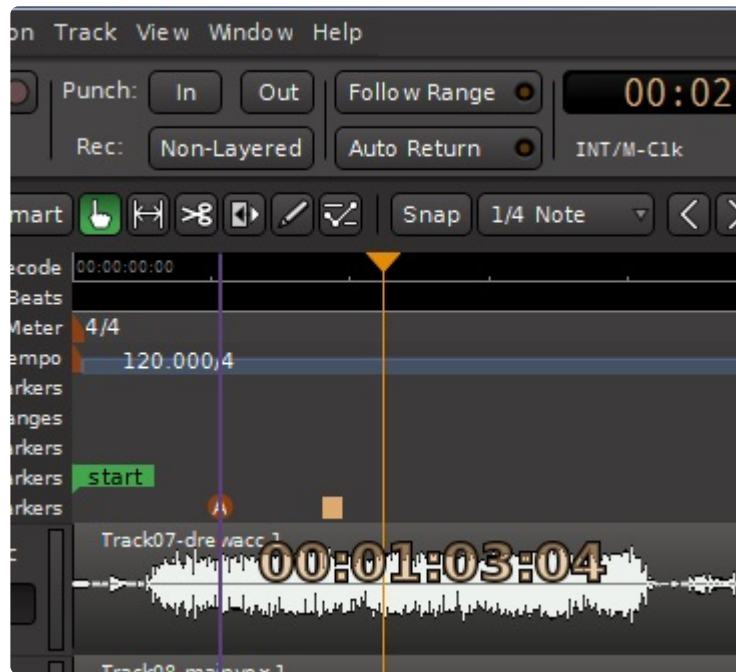 on Track View Window Help
Punch: In Out Follow Range 00:02
Rec: Non-Layered Auto Return INT/M-Clk
mart Snap 1/4 Note
ecode 00:00:00:00
Beats
Meter 4/4
empo 120.000/4
rkers
anges
rkers
rkers start
rkers A
c Track07-drewacc.1
00:01:03:04
Track08-mainvox.1